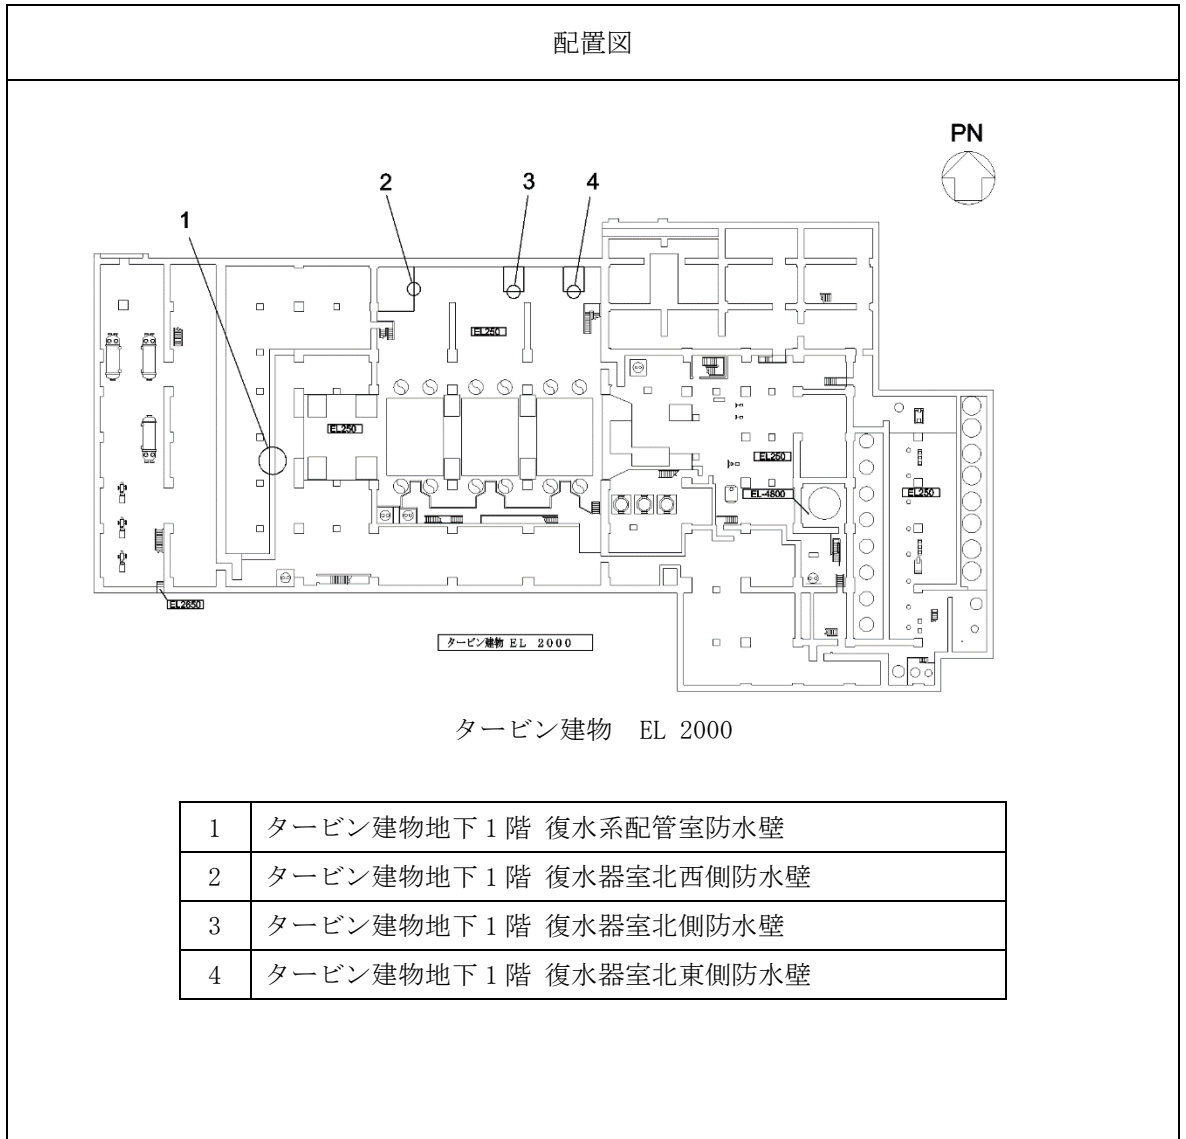 配置図
PN
1
2
3
4
EL250
EL250
EL250
EL-4800
EL250
EL2650
タービン建物 EL 2000
タービン建物 EL 2000
1 タービン建物地下1階 復水系配管室防水壁
2 タービン建物地下1階 復水器室北西側防水壁
3 タービン建物地下1階 復水器室北側防水壁
4 タービン建物地下1階 復水器室北東側防水壁